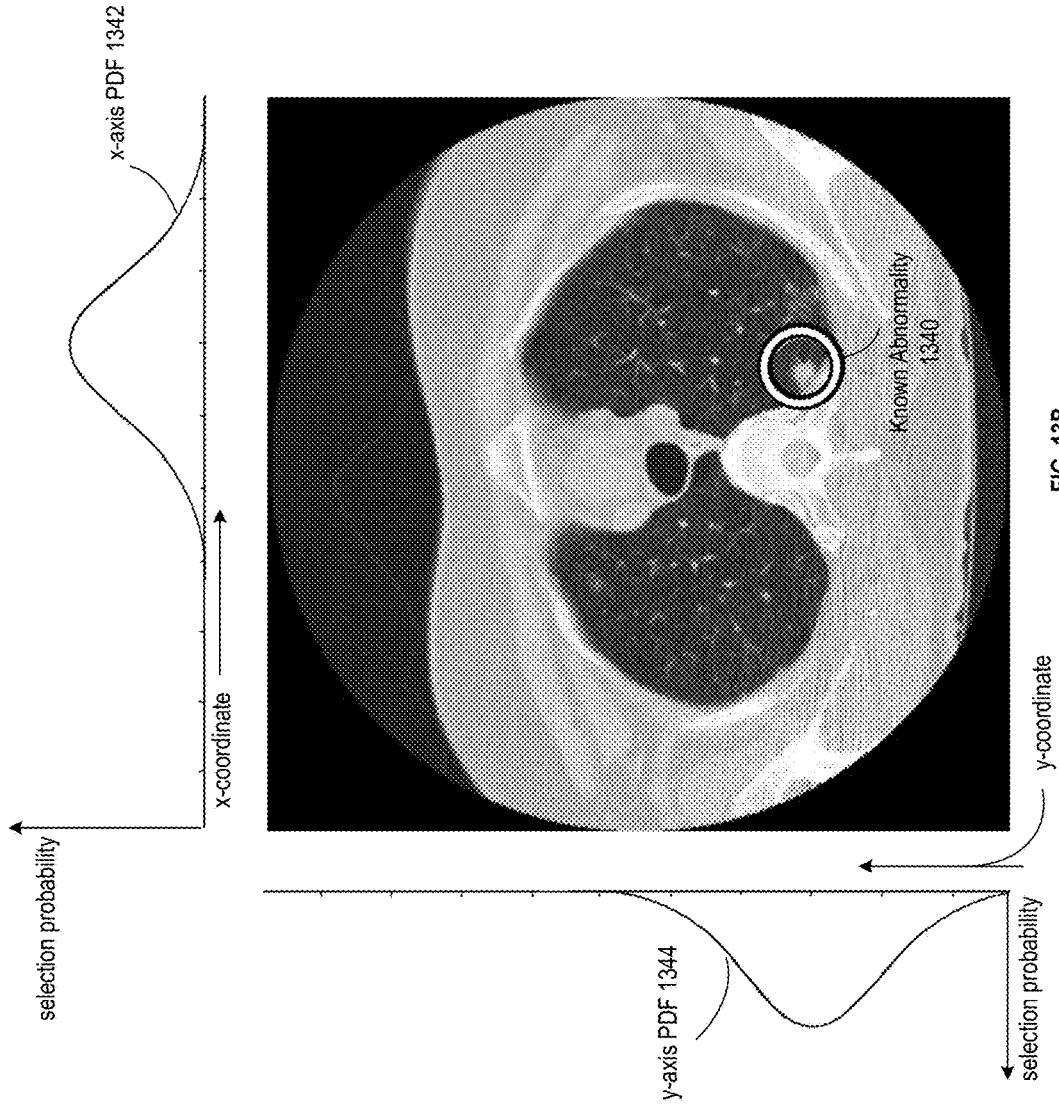 selection probability
x-axis PDF 1342
x-coordinate
Known Abnormality
1340
y-axis PDF 1344
y-coordinate
selection probability